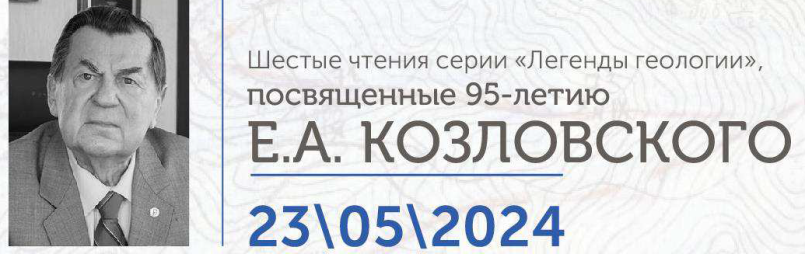 Шестые чтения серии «Легенды геологии»,
посвященные 95-летию
Е.А. КОЗЛОВСКОГО
23\05\2024